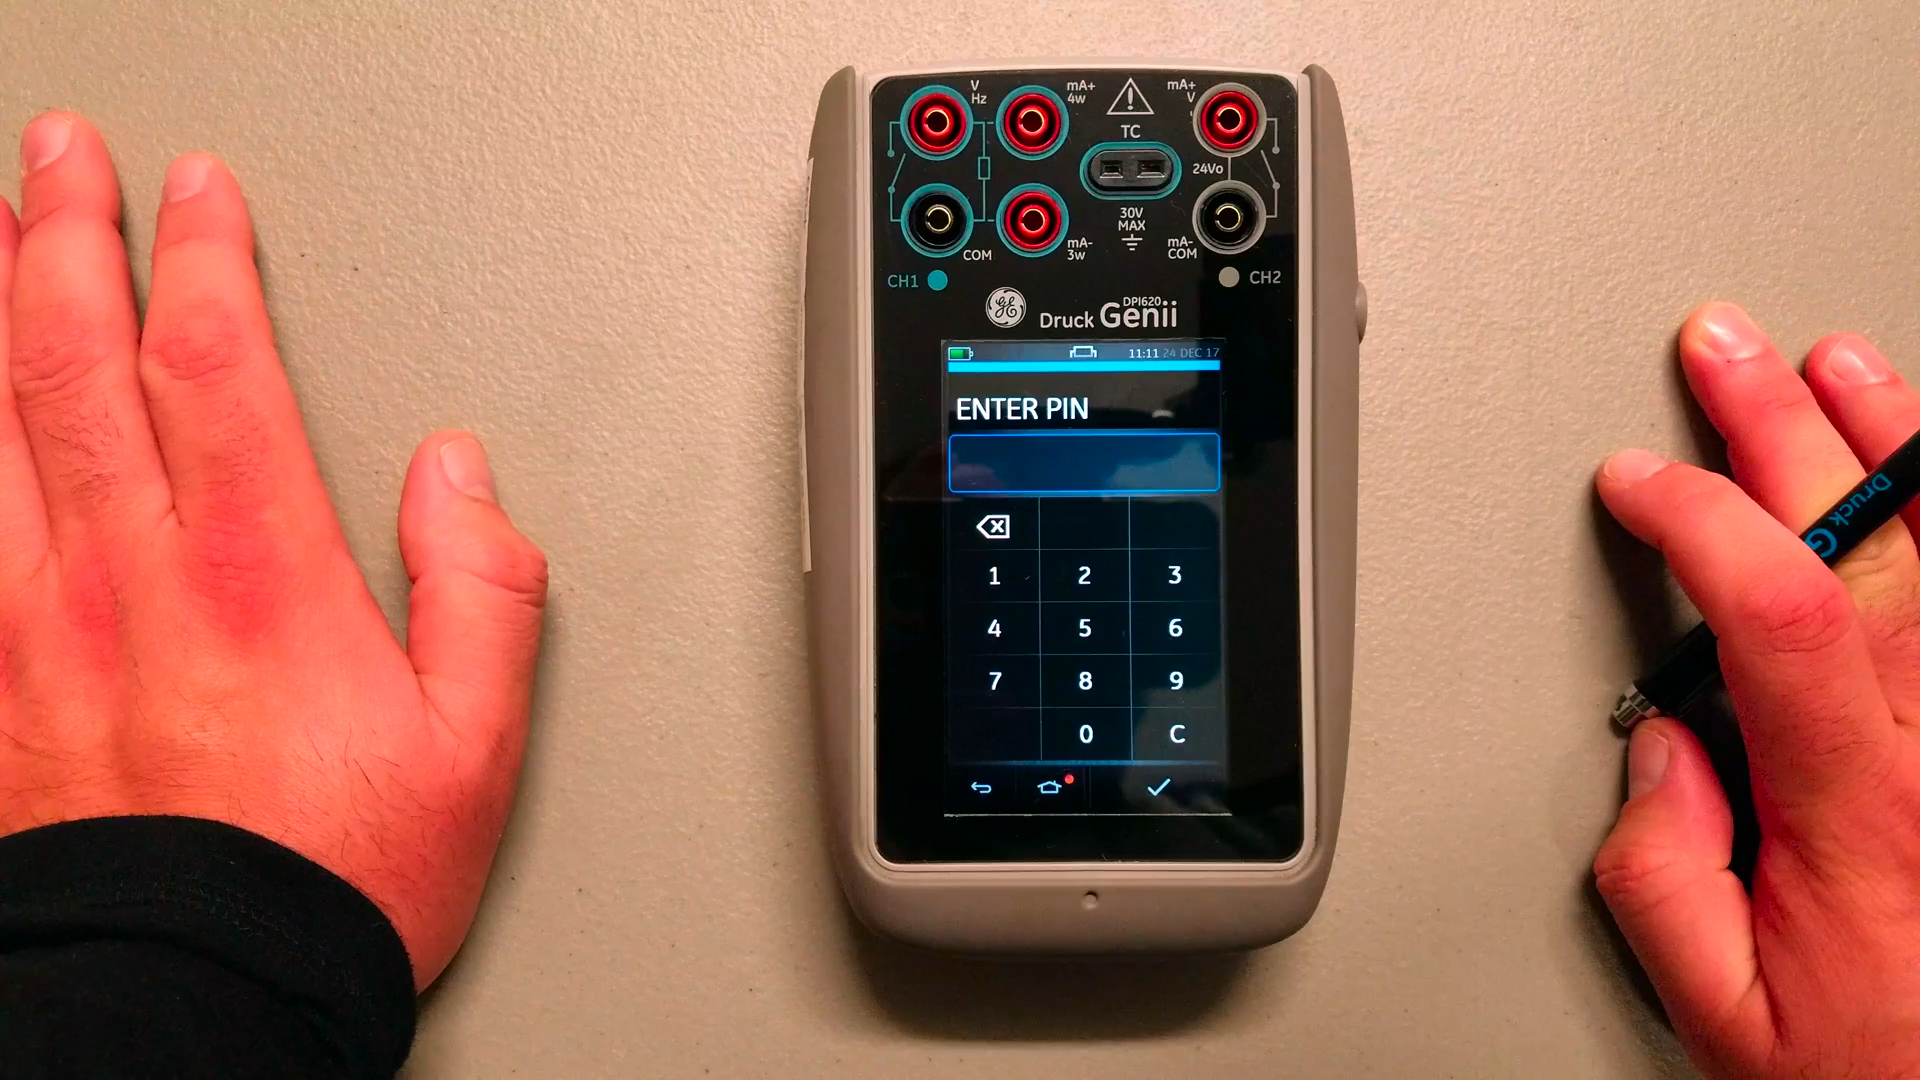 V
Hz
mA+
4w
mA+
V
TC
24Vo
30V
MAX
COM
mA-
3w
mA-
COM
CH1
CH2
GE
DPI620
Druck Genii
11:11 24 DEC 17
ENTER PIN
1 2 3
4 5 6
7 8 9
0 C
Druck G